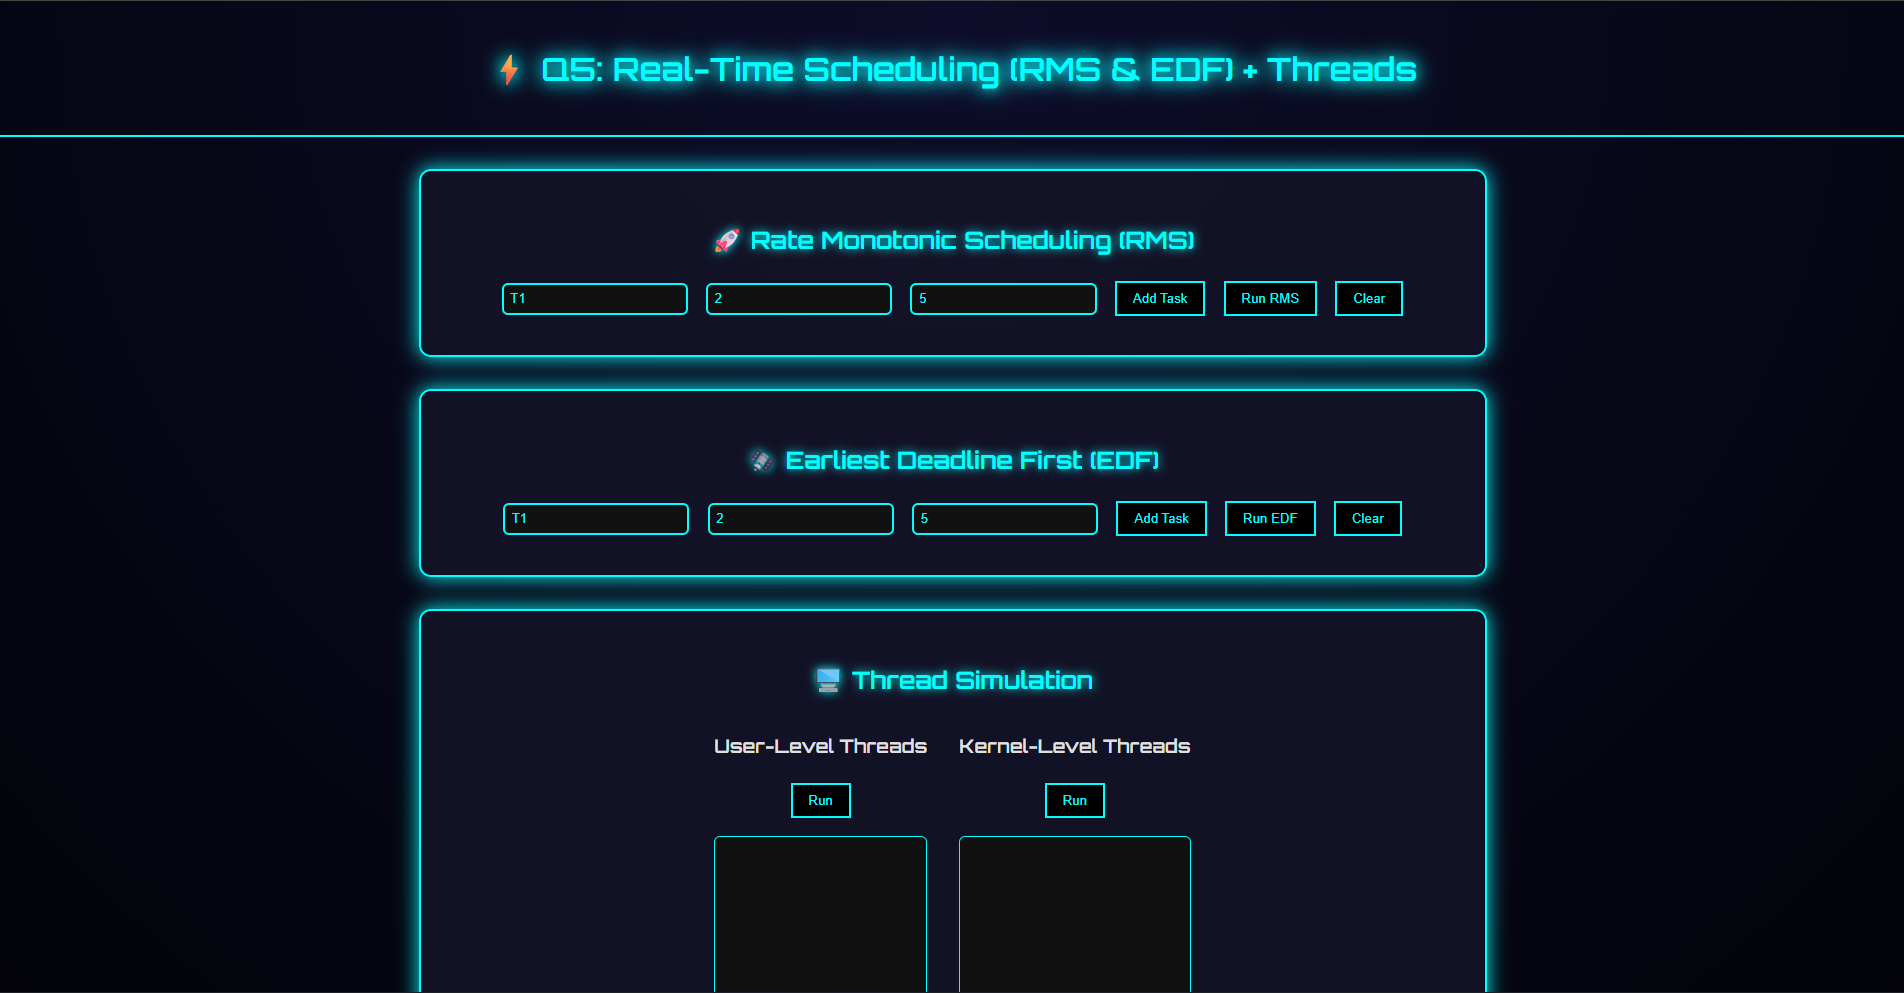 ⚡ Q5: Real-Time Scheduling (RMS & EDF) + Threads
🚀 Rate Monotonic Scheduling (RMS)
T1 2 5 Add Task Run RMS Clear
🛰️ Earliest Deadline First (EDF)
T1 2 5 Add Task Run EDF Clear
🖥️ Thread Simulation
User-Level Threads Kernel-Level Threads
Run Run